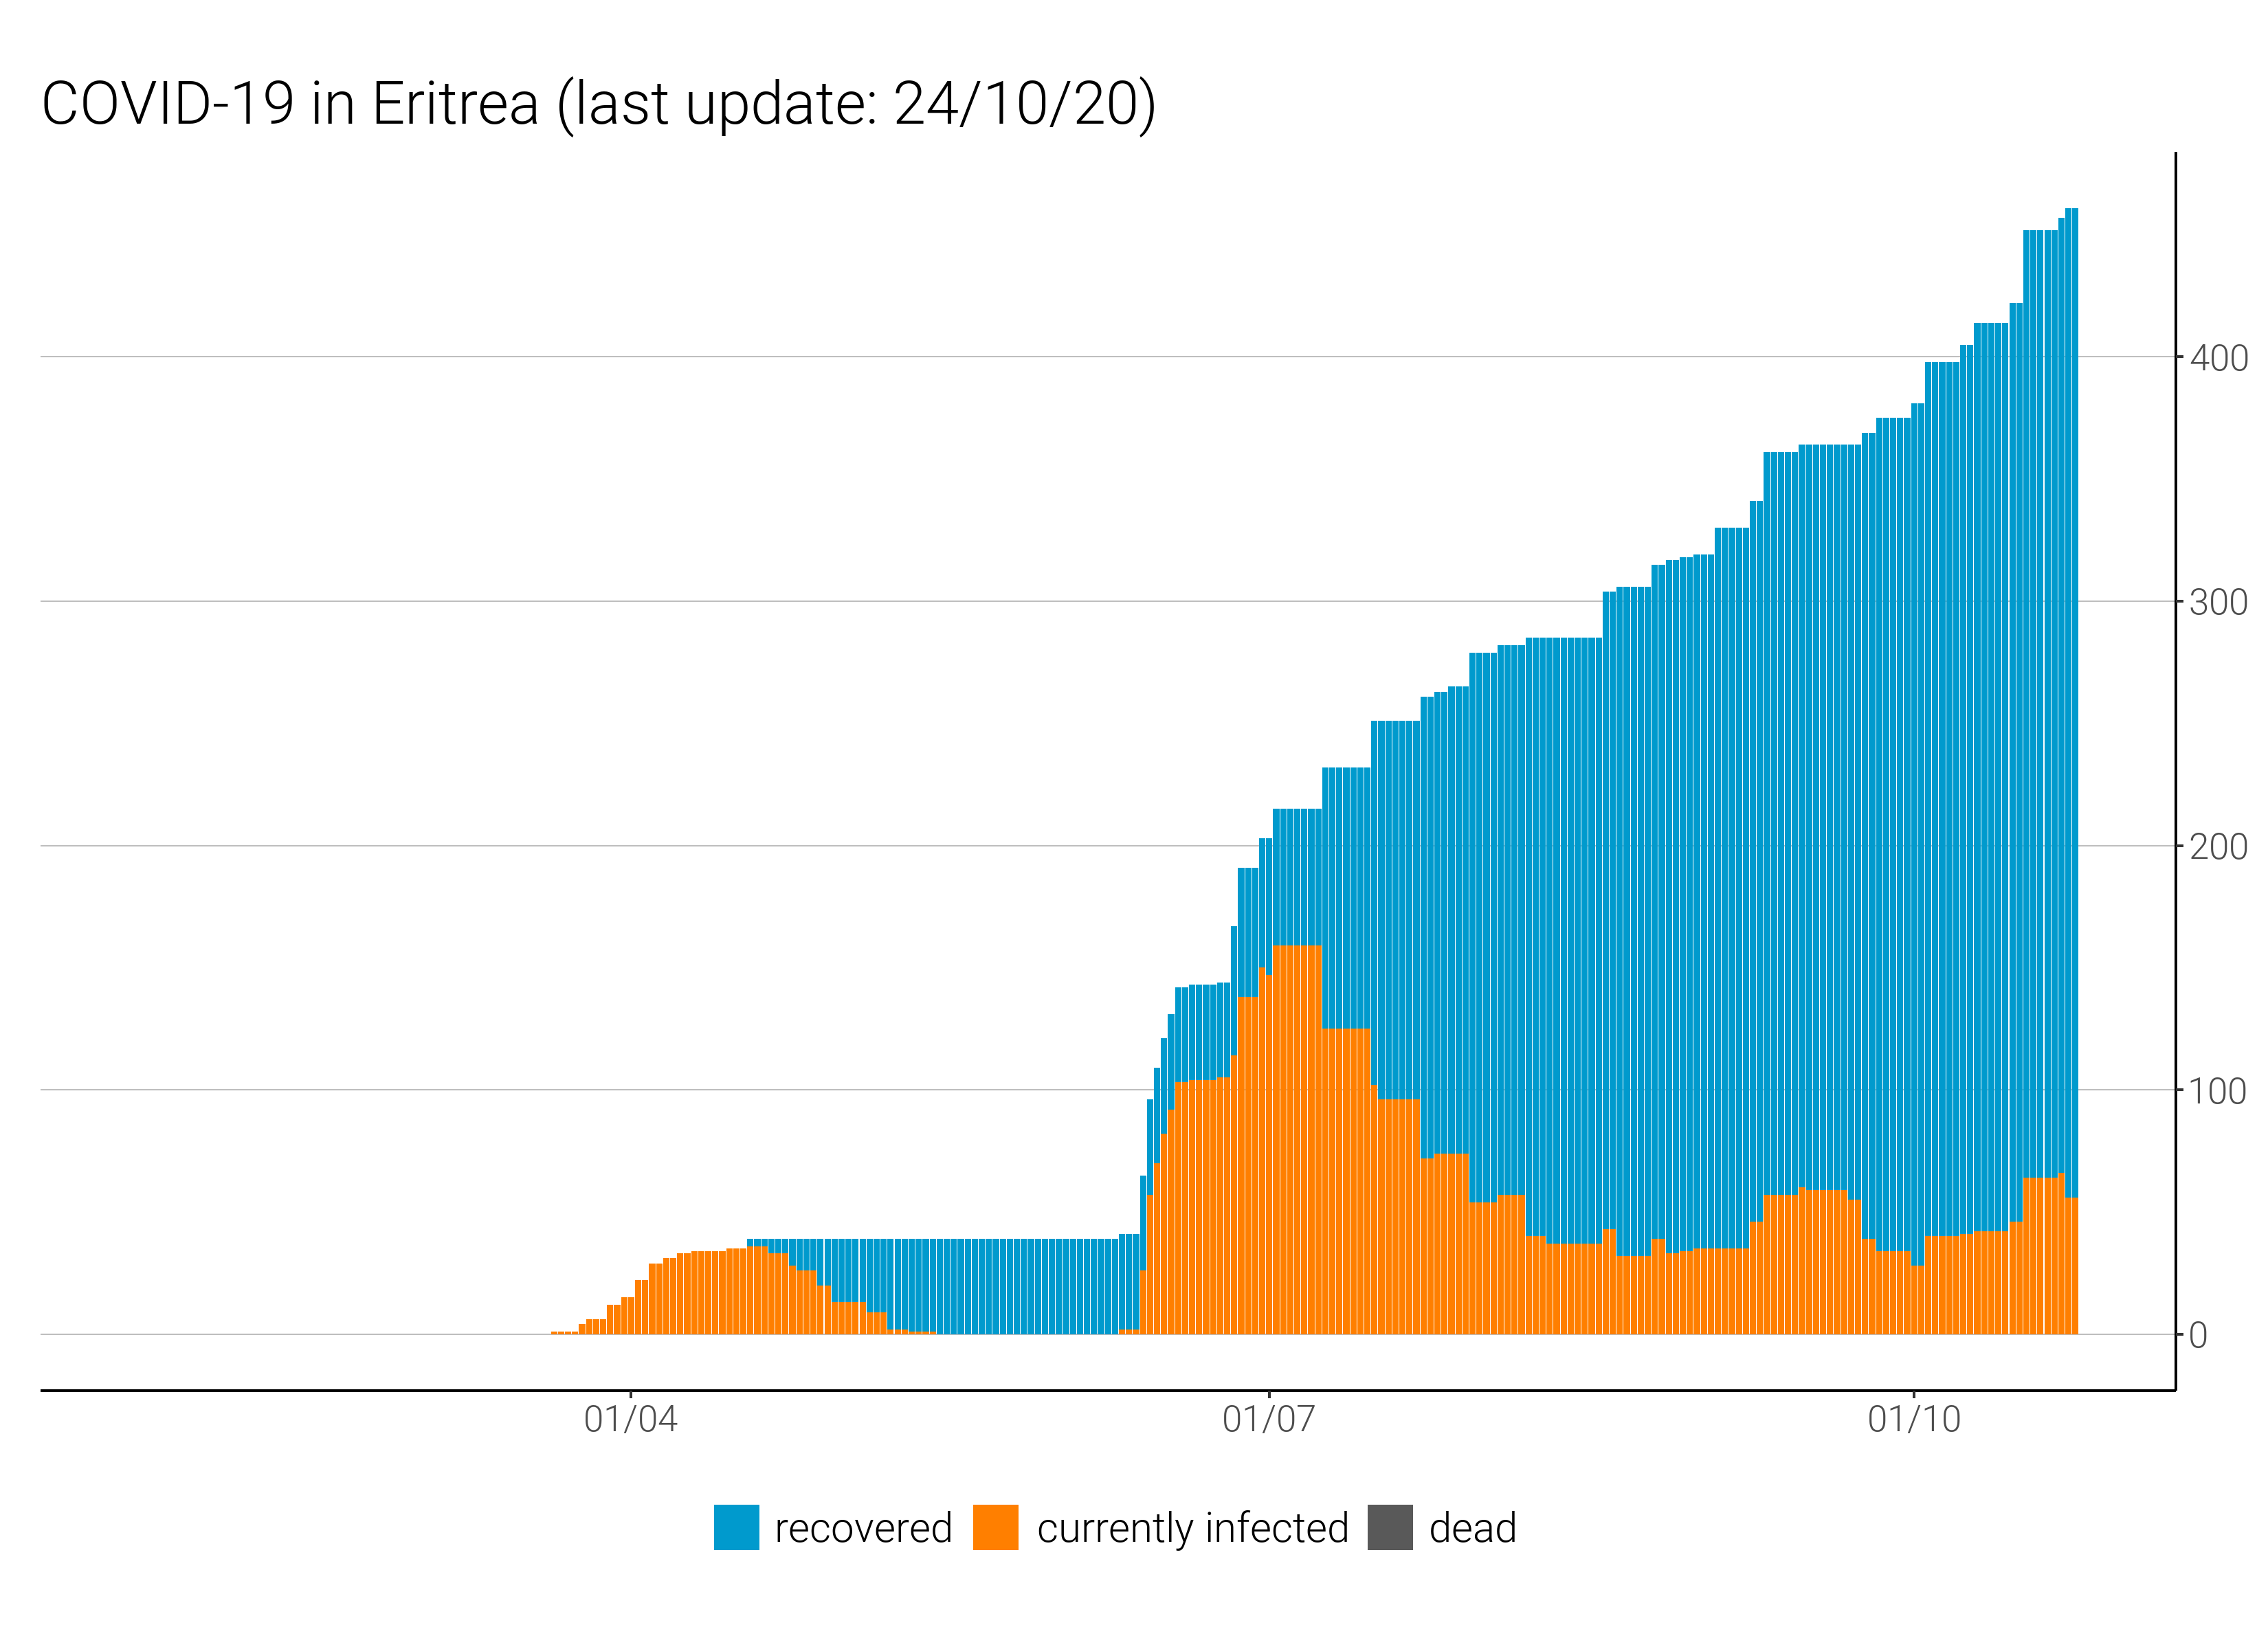 COVID-19 in Eritrea (last update: 24/10/20)
400
300
200
100
0
01/04 01/07 01/10
recovered currently infected dead